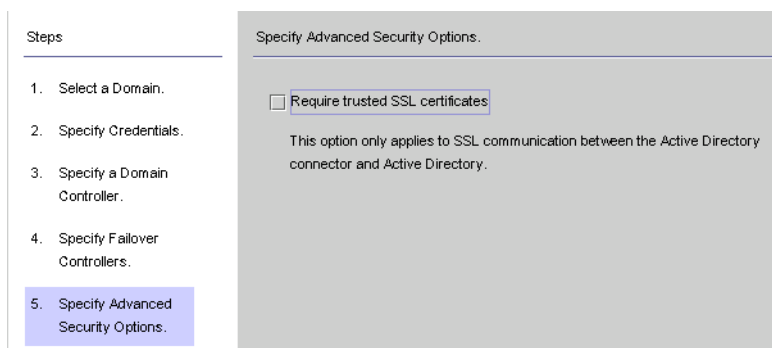 Steps
1. Select a Domain.
2. Specify Credentials.
3. Specify a Domain
Controller.
4. Specify Failover
Controllers.
5. Specify Advanced
Security Options.
Specify Advanced Security Options.
Require trusted SSL certificates
This option only applies to SSL communication between the Active Directory
connector and Active Directory.